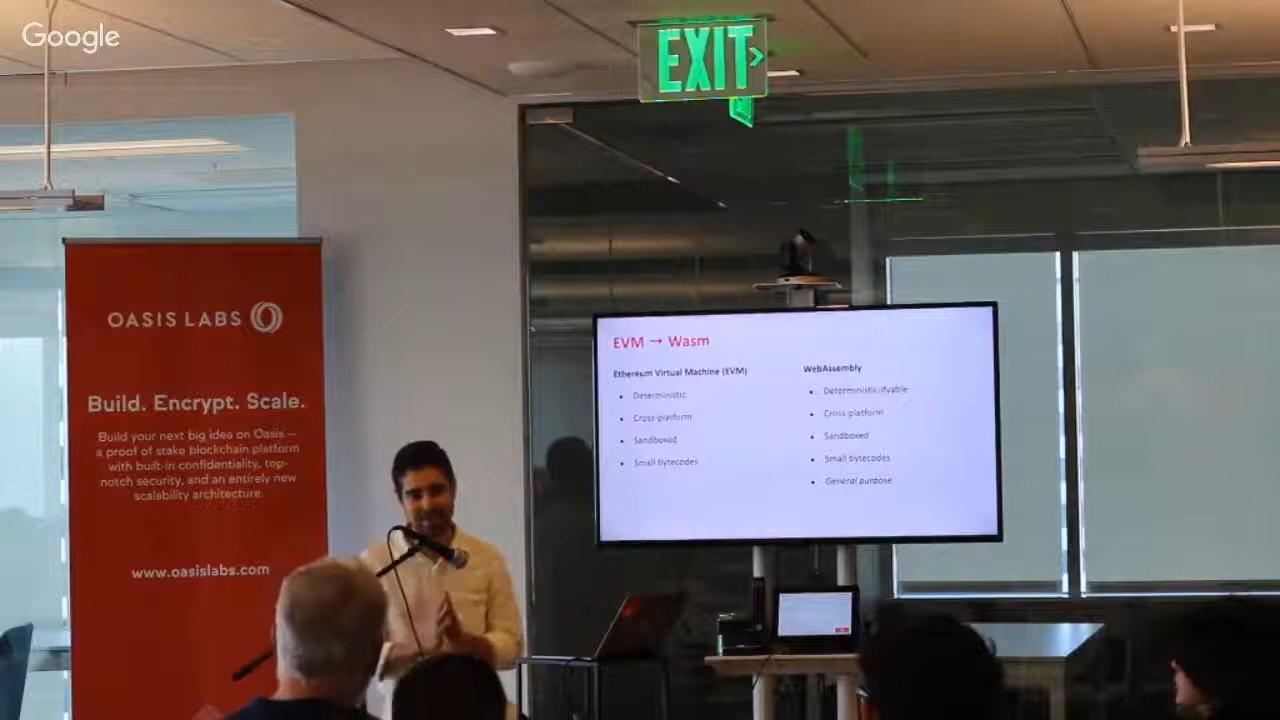 Google
EXIT
OASIS LABS
Build. Encrypt. Scale.
Build your next big idea on Oasis —
a proof of stake blockchain platform
with built-in confidentiality, top-
notch security, and an entirely new
scalability architecture.
www.oasislabs.com
EVM → Wasm
Ethereum Virtual Machine (EVM)
• Deterministic
• Cross-platform
• Sandboxed
• Small bytecodes
WebAssembly
• Deterministic-ifyable
• Cross platform
• Sandboxed
• Small bytecodes
• General purpose